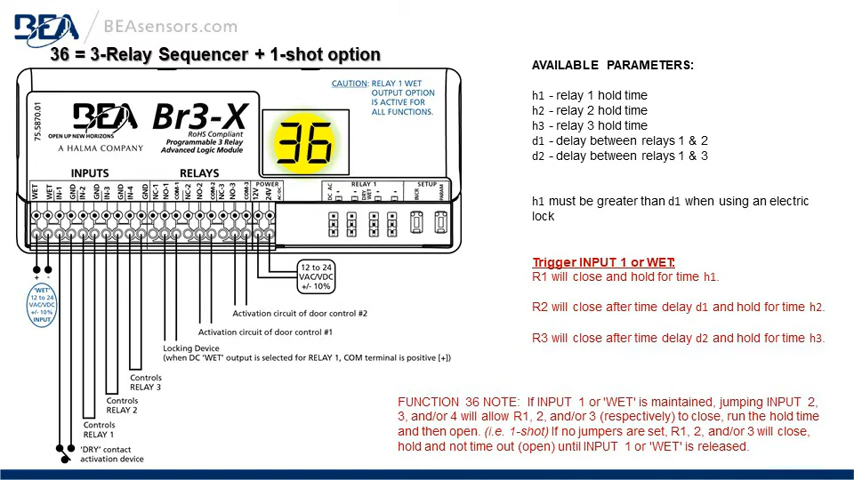 BEA BEAsensors.com
36 = 3-Relay Sequencer + 1-shot option
75.5870.01
BEA
OPEN UP NEW HORIZONS
A HALMA COMPANY
Br3-X
RoHS Compliant
Programmable 3 Relay
Advanced Logic Module
36
CAUTION: RELAY 1 WET
OUTPUT OPTION
IS ACTIVE FOR
ALL FUNCTIONS.
INPUTS
RELAYS
POWER
RELAY 1
SETUP
WET
WET
IN-1
GND
IN-2
GND
IN-3
GND
IN-4
GND
NC-1
NO-1
COM-1
NC-2
NO-2
COM-2
NC-3
NO-3
COM-3
12V
24V
AC/DC
DC AC
DRY
WET
INCR
PARAM
+ -
"WET"
12 to 24
VAC/VDC
+/- 10%
INPUT
12 to 24
VAC/VDC
+/- 10%
Activation circuit of door control #2
Activation circuit of door control #1
Locking Device
(when DC 'WET' output is selected for RELAY 1, COM terminal is positive [+])
Controls
RELAY 3
Controls
RELAY 2
Controls
RELAY 1
'DRY' contact
activation device
AVAILABLE PARAMETERS:
h1 - relay 1 hold time
h2 - relay 2 hold time
h3 - relay 3 hold time
d1 - delay between relays 1 & 2
d2 - delay between relays 1 & 3
h1 must be greater than d1 when using an electric
lock
Trigger INPUT 1 or WET:
R1 will close and hold for time h1.
R2 will close after time delay d1 and hold for time h2.
R3 will close after time delay d2 and hold for time h3.
FUNCTION 36 NOTE: If INPUT 1 or 'WET' is maintained, jumping INPUT 2,
3, and/or 4 will allow R1, 2, and/or 3 (respectively) to close, run the hold time
and then open. (i.e. 1-shot) If no jumpers are set, R1, 2, and/or 3 will close,
hold and not time out (open) until INPUT 1 or 'WET' is released.